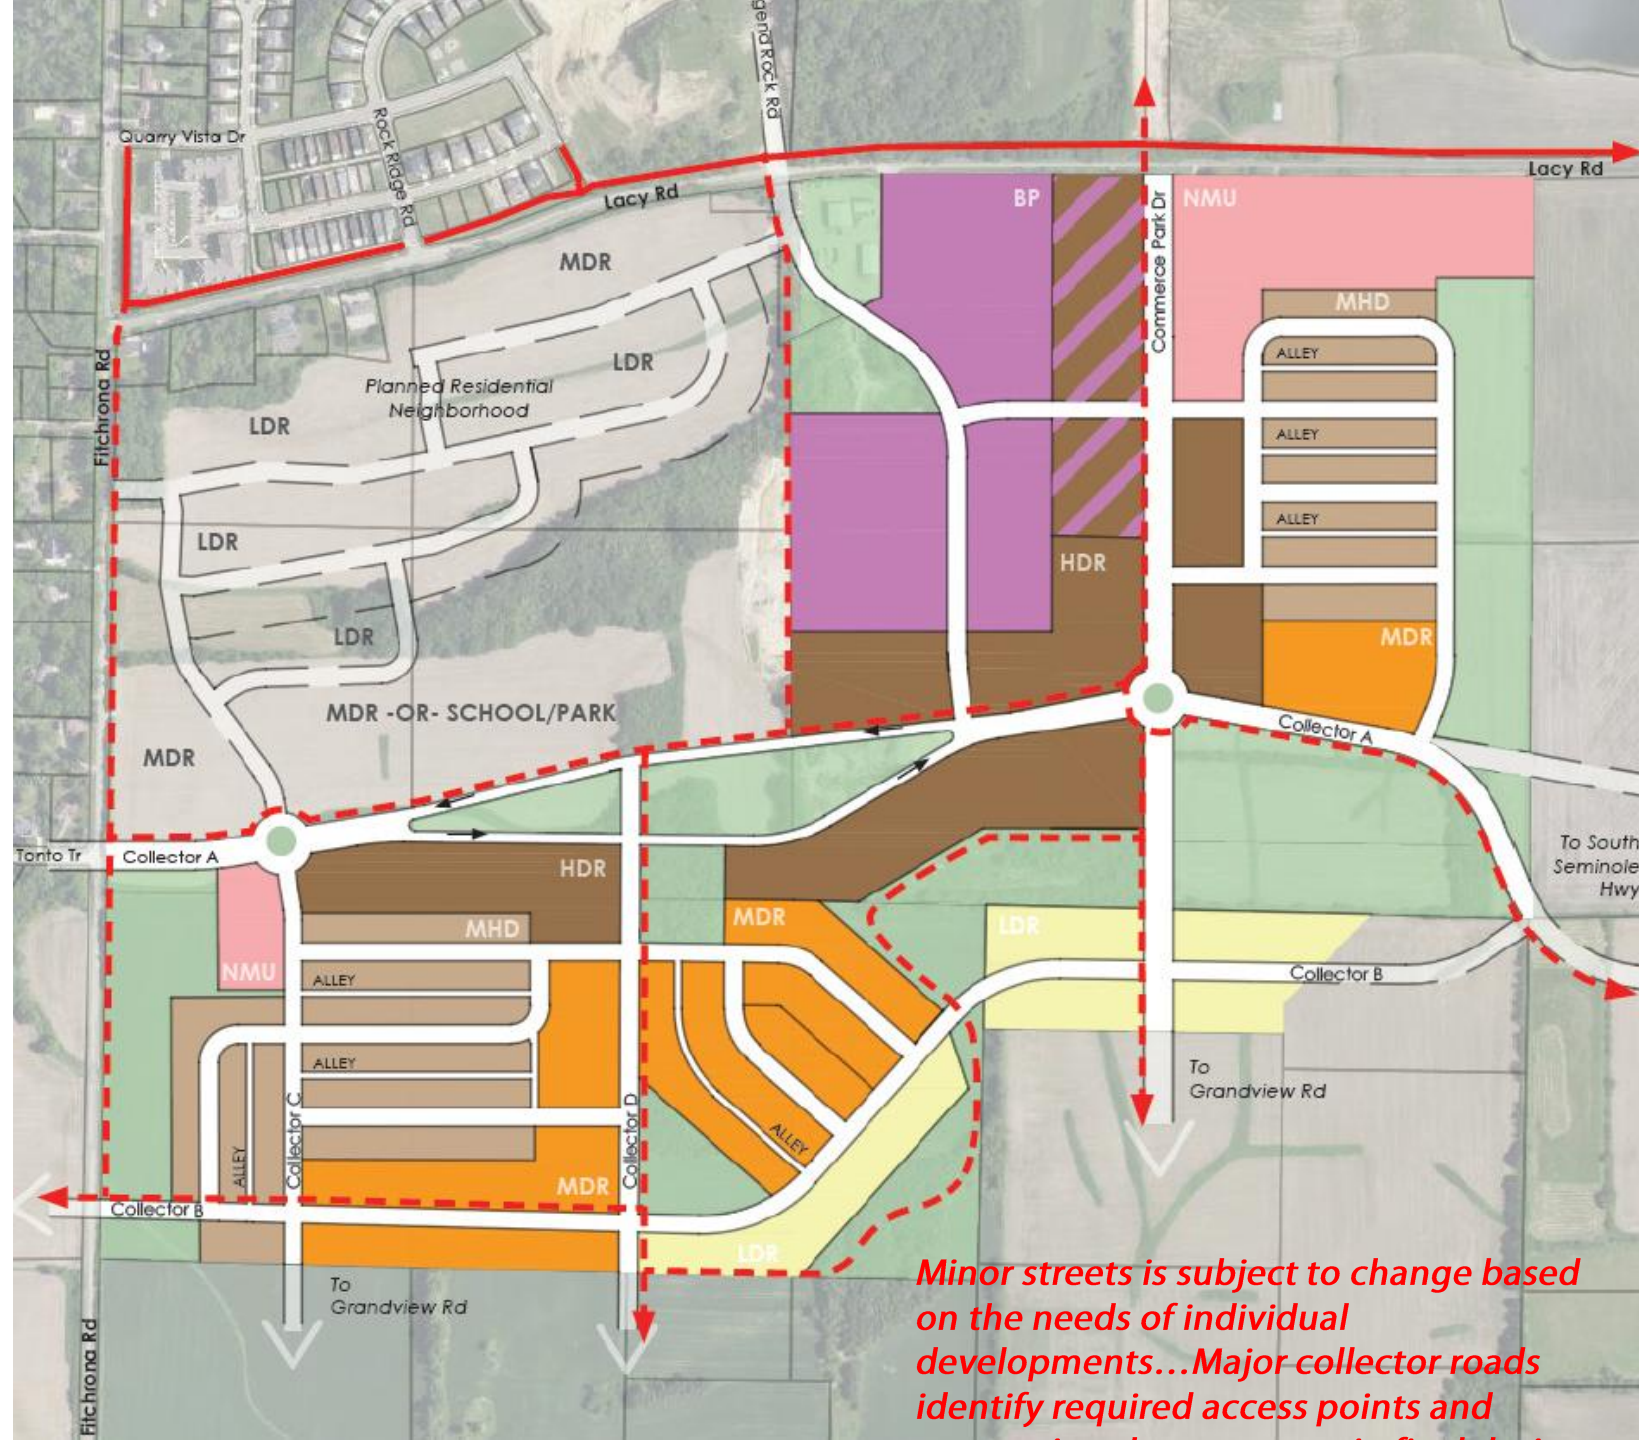 gend Rock Rd
Quarry Vista Dr
Rock Ridge Rd
Lacy Rd
Lacy Rd
BP
NMU
Commerce Park Dr
MDR
MHD
ALLEY
Fitchrona Rd
LDR
Planned Residential
Neighborhood
LDR
ALLEY
ALLEY
LDR
HDR
LDR
MDR
MDR -OR- SCHOOL/PARK
Collector A
MDR
Tonto Tr
Collector A
To South
Seminole
Hwy
HDR
MHD
MDR
LDR
NMU
ALLEY
Collector B
ALLEY
To
Grandview Rd
Collector C
Collector D
ALLEY
ALLEY
MDR
Collector B
LDR
To
Grandview Rd
Fitchrona Rd
Minor streets is subject to change based
on the needs of individual
developments...Major collector roads
identify required access points and